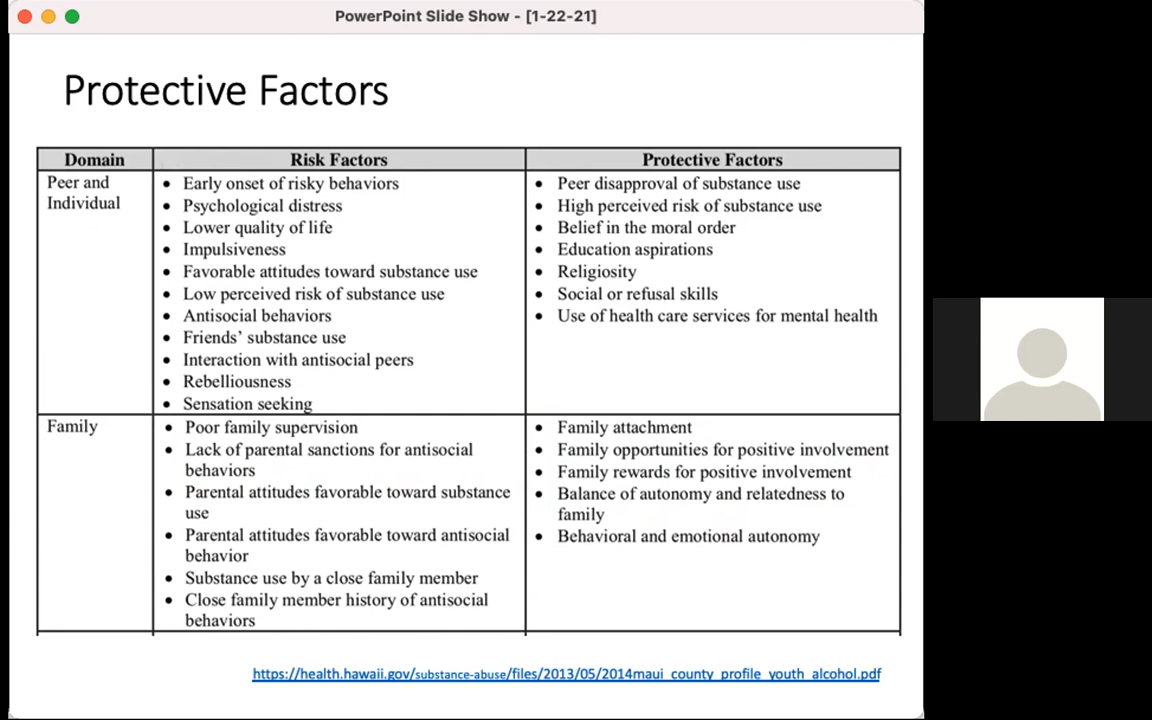 PowerPoint Slide Show - [1-22-21]
Protective Factors
Domain
Risk Factors
Protective Factors
Peer and
Individual
• Early onset of risky behaviors
• Psychological distress
• Lower quality of life
• Impulsiveness
• Favorable attitudes toward substance use
• Low perceived risk of substance use
• Antisocial behaviors
• Friends’ substance use
• Interaction with antisocial peers
• Rebelliousness
• Sensation seeking
• Peer disapproval of substance use
• High perceived risk of substance use
• Belief in the moral order
• Education aspirations
• Religiosity
• Social or refusal skills
• Use of health care services for mental health
Family
• Poor family supervision
• Lack of parental sanctions for antisocial
behaviors
• Parental attitudes favorable toward substance
use
• Parental attitudes favorable toward antisocial
behavior
• Substance use by a close family member
• Close family member history of antisocial
behaviors
• Family attachment
• Family opportunities for positive involvement
• Family rewards for positive involvement
• Balance of autonomy and relatedness to
family
• Behavioral and emotional autonomy
https://health.hawaii.gov/substance-abuse/files/2013/05/2014maui_county_profile_youth_alcohol.pdf